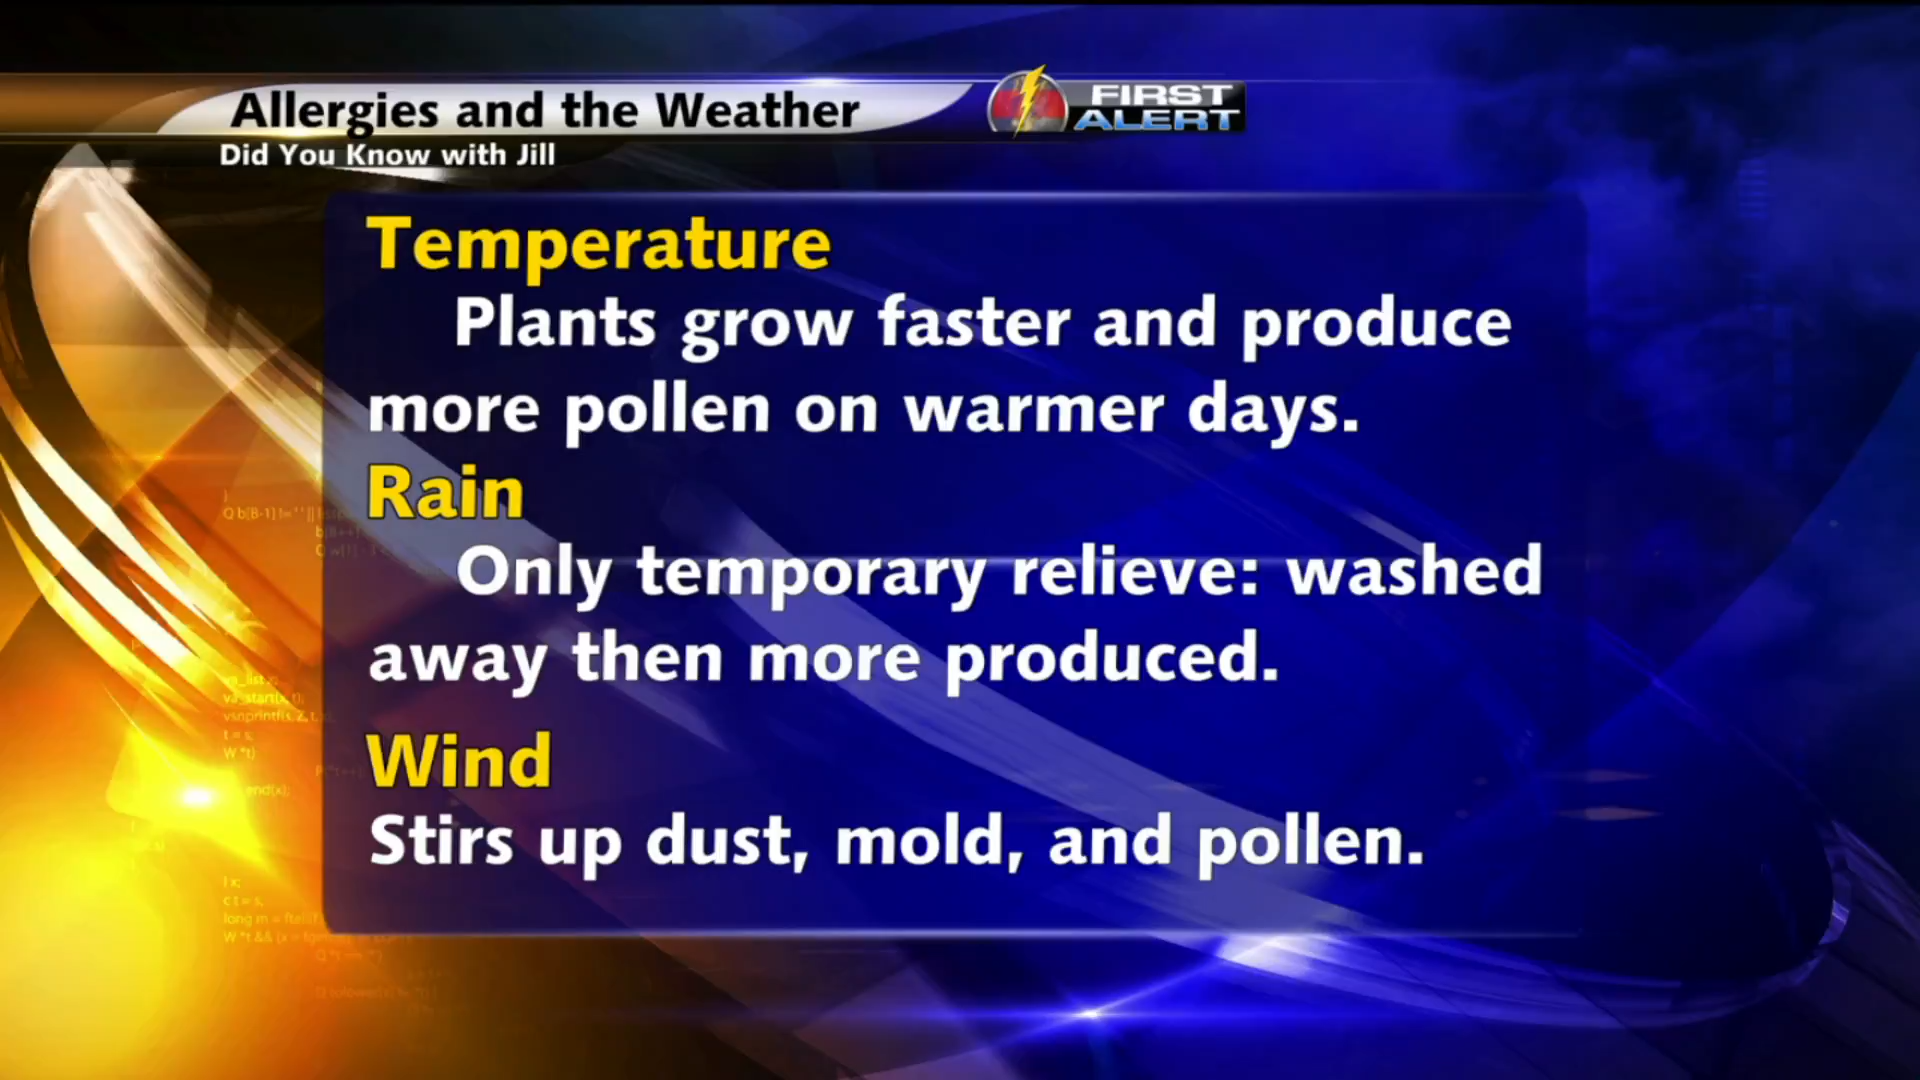 Allergies and the Weather
FIRST
ALERT
Did You Know with Jill
Temperature
Plants grow faster and produce
more pollen on warmer days.
Rain
Only temporary relieve: washed
away then more produced.
Wind
Stirs up dust, mold, and pollen.